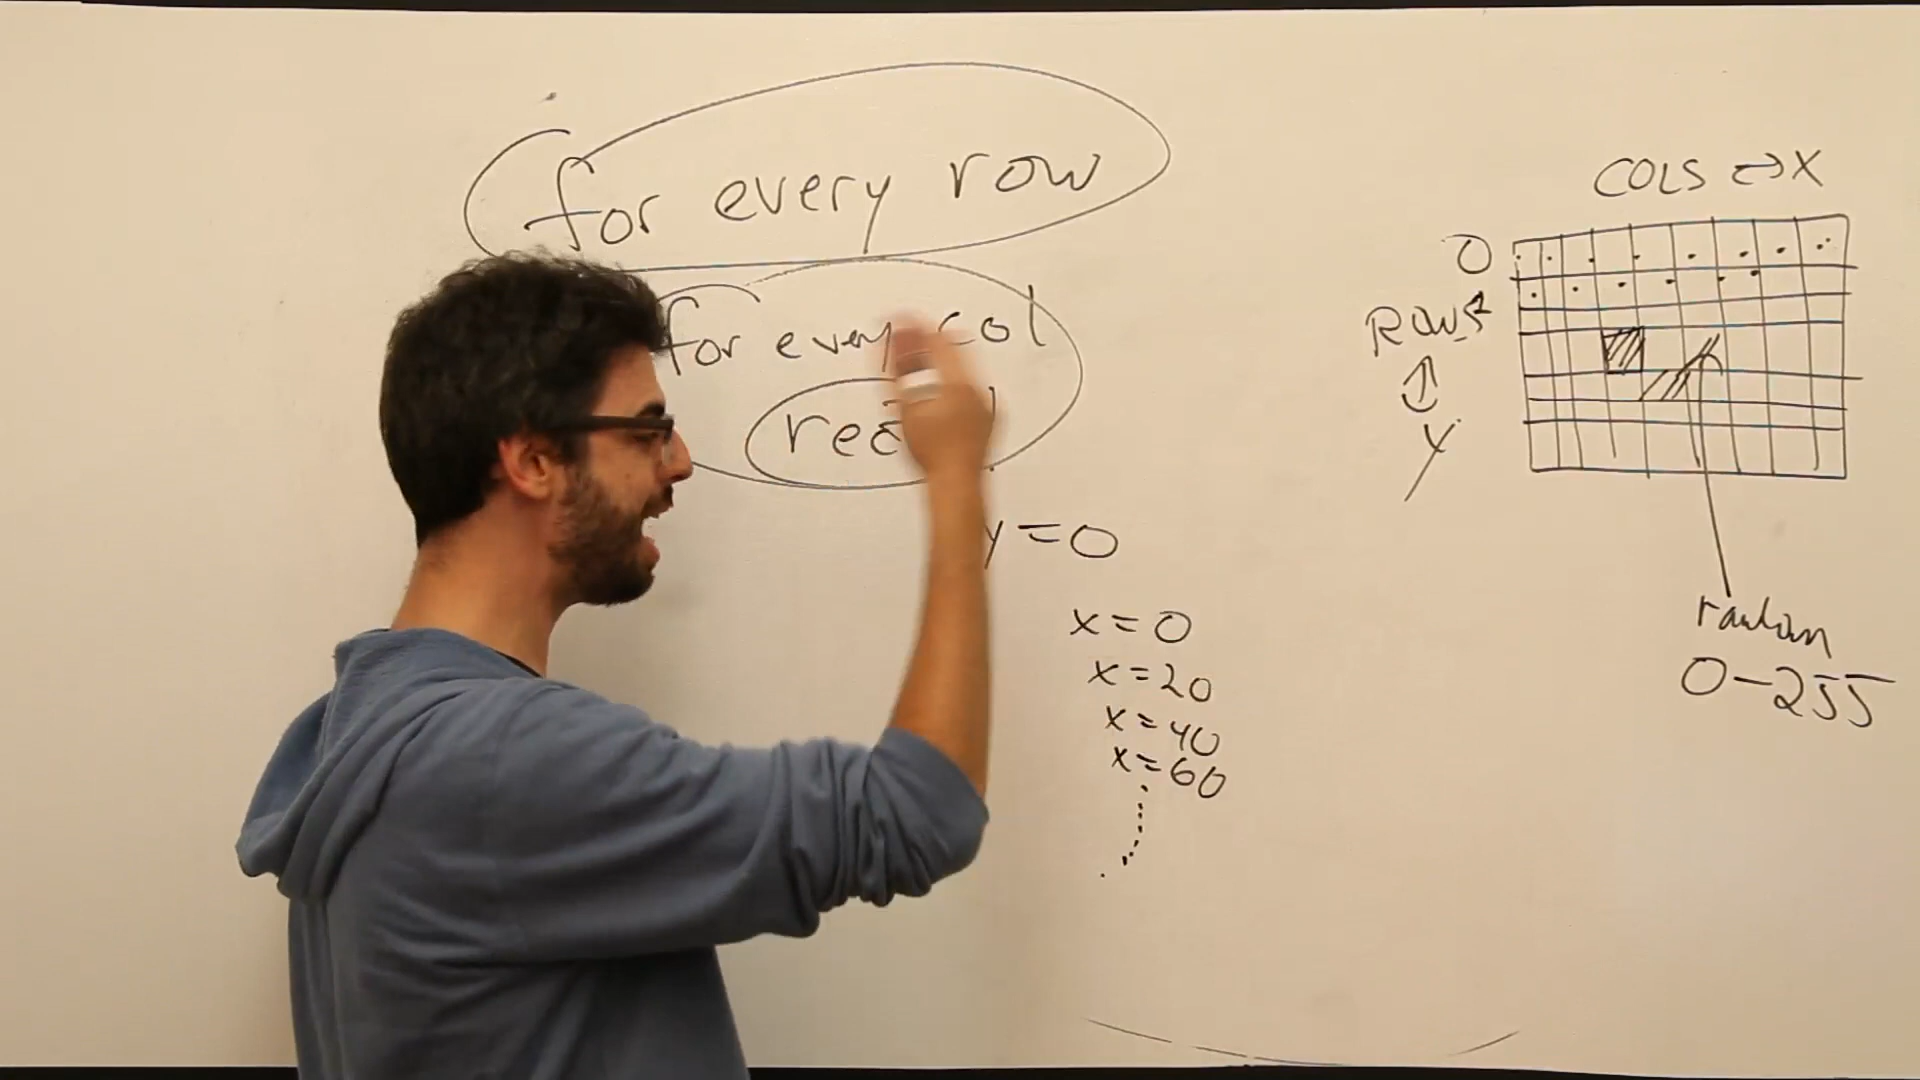 for every row
for every col
y=0
x=0
x=20
x=40
x=60
COLS ↔ X
0
ROWS
↕
Y
random
0-255